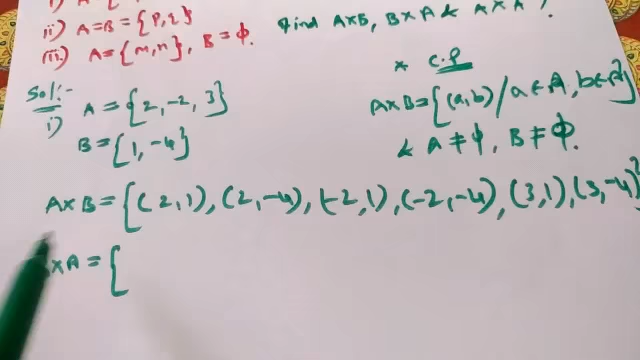 i) A=
ii) A=B={P,q}
iii) A={m,n}, B=ϕ.
find A×B, B×A & A×A ?
Sol:-
i) A={2,-2,3}
B={1,-4}
* C.P
A×B={(a,b)/a∈A, b∈B}
& A≠ϕ, B≠ϕ.
A×B={(2,1),(2,-4),(-2,1),(-2,-4),(3,1),(3,-4)}
×A={